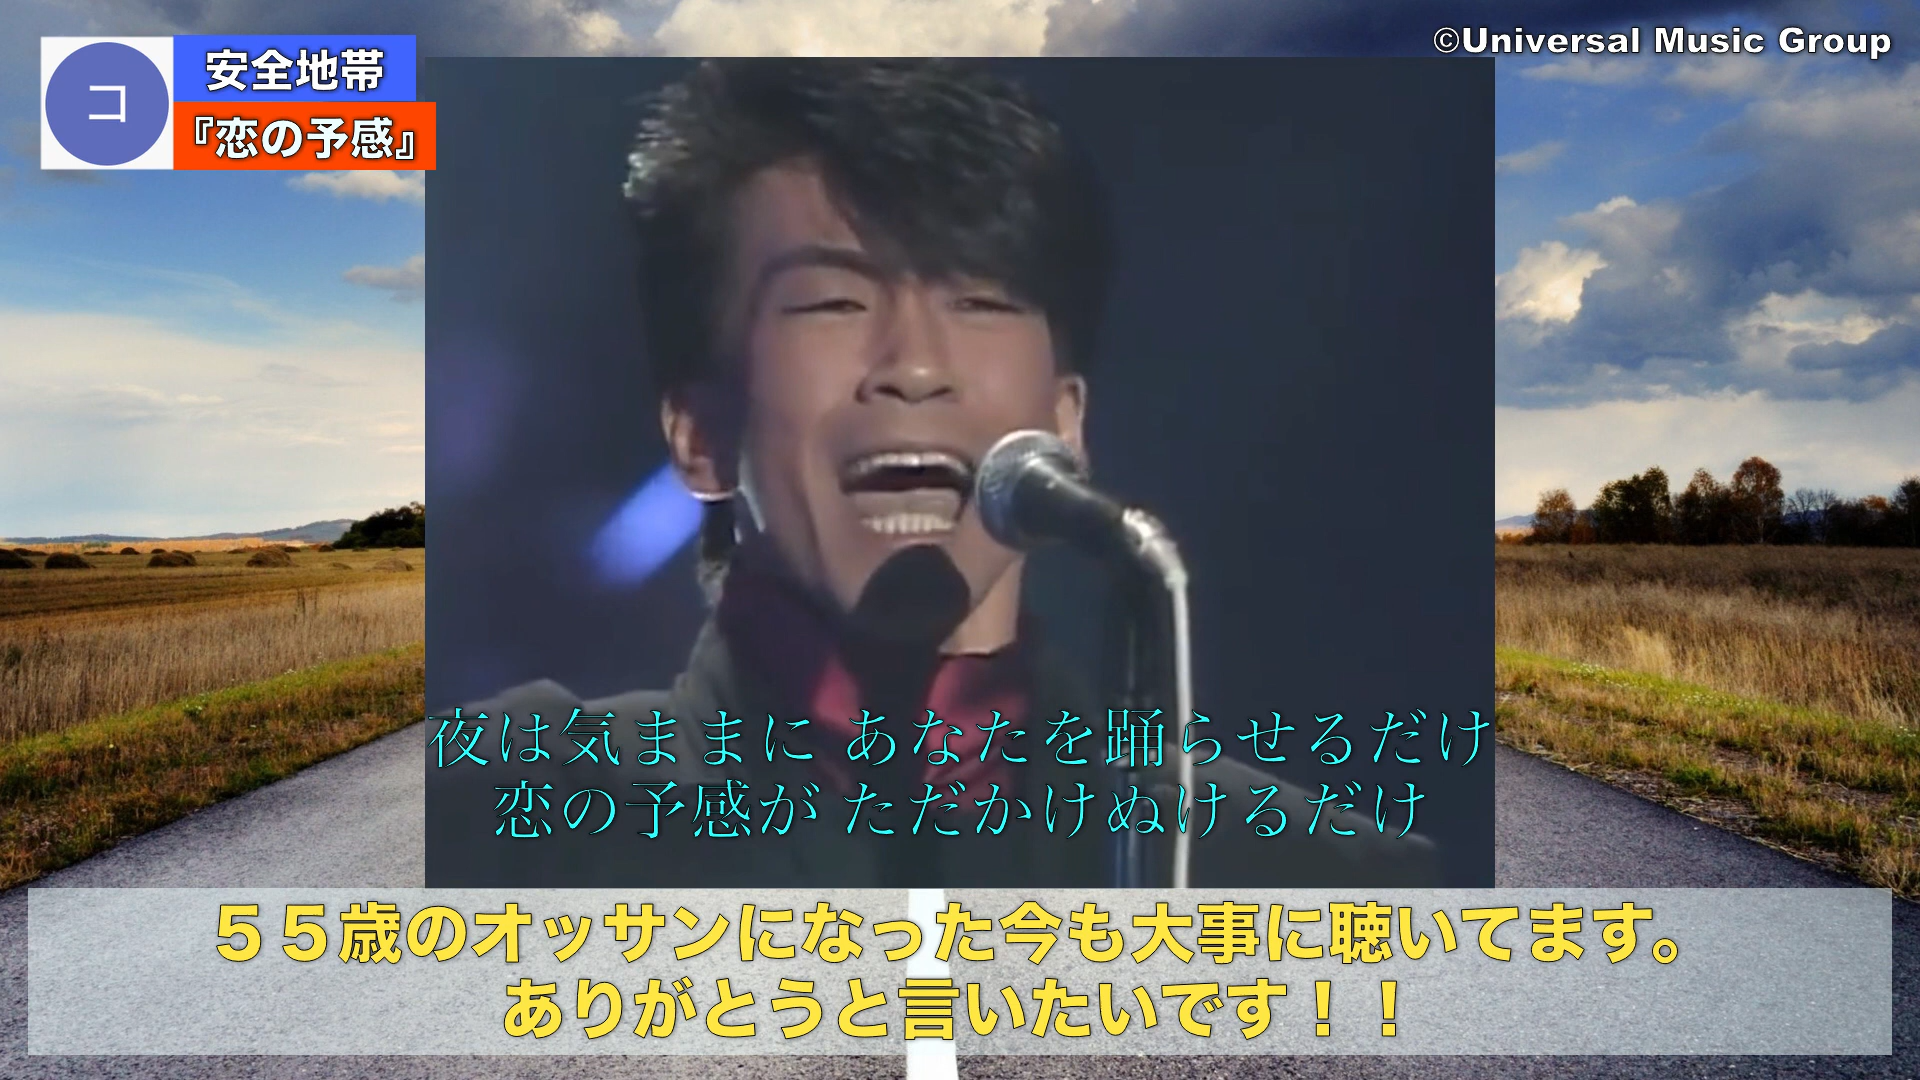 ©Universal Music Group
コ
安全地帯
『恋の予感』
夜は気ままに あなたを踊らせるだけ
恋の予感が ただかけぬけるだけ
５５歳のオッサンになった今も大事に聴いてます。
ありがとうと言いたいです！！